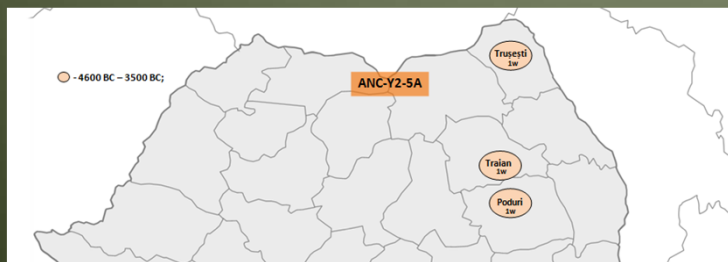 Trușești
1w
- 4600 BC – 3500 BC;
ANC-Y2-5A
Traian
1w
Poduri
1w